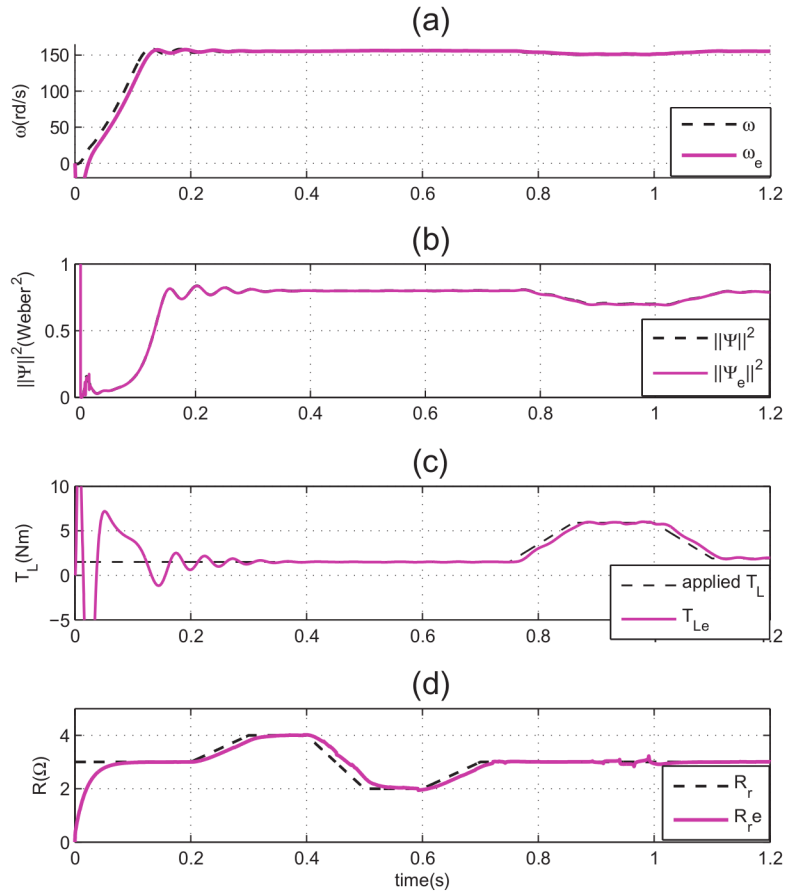 (a)
ω(rd/s)
150
100
50
0
ω
ω_e
0 0.2 0.4 0.6 0.8 1 1.2
(b)
||Ψ||²(Weber²)
1
0.5
0
||Ψ||²
||Ψ_e||²
0 0.2 0.4 0.6 0.8 1 1.2
(c)
T_L(Nm)
10
5
0
−5
applied T_L
T_Le
0 0.2 0.4 0.6 0.8 1 1.2
(d)
R(Ω)
4
2
0
R_r
R_re
0 0.2 0.4 0.6 0.8 1 1.2
time(s)